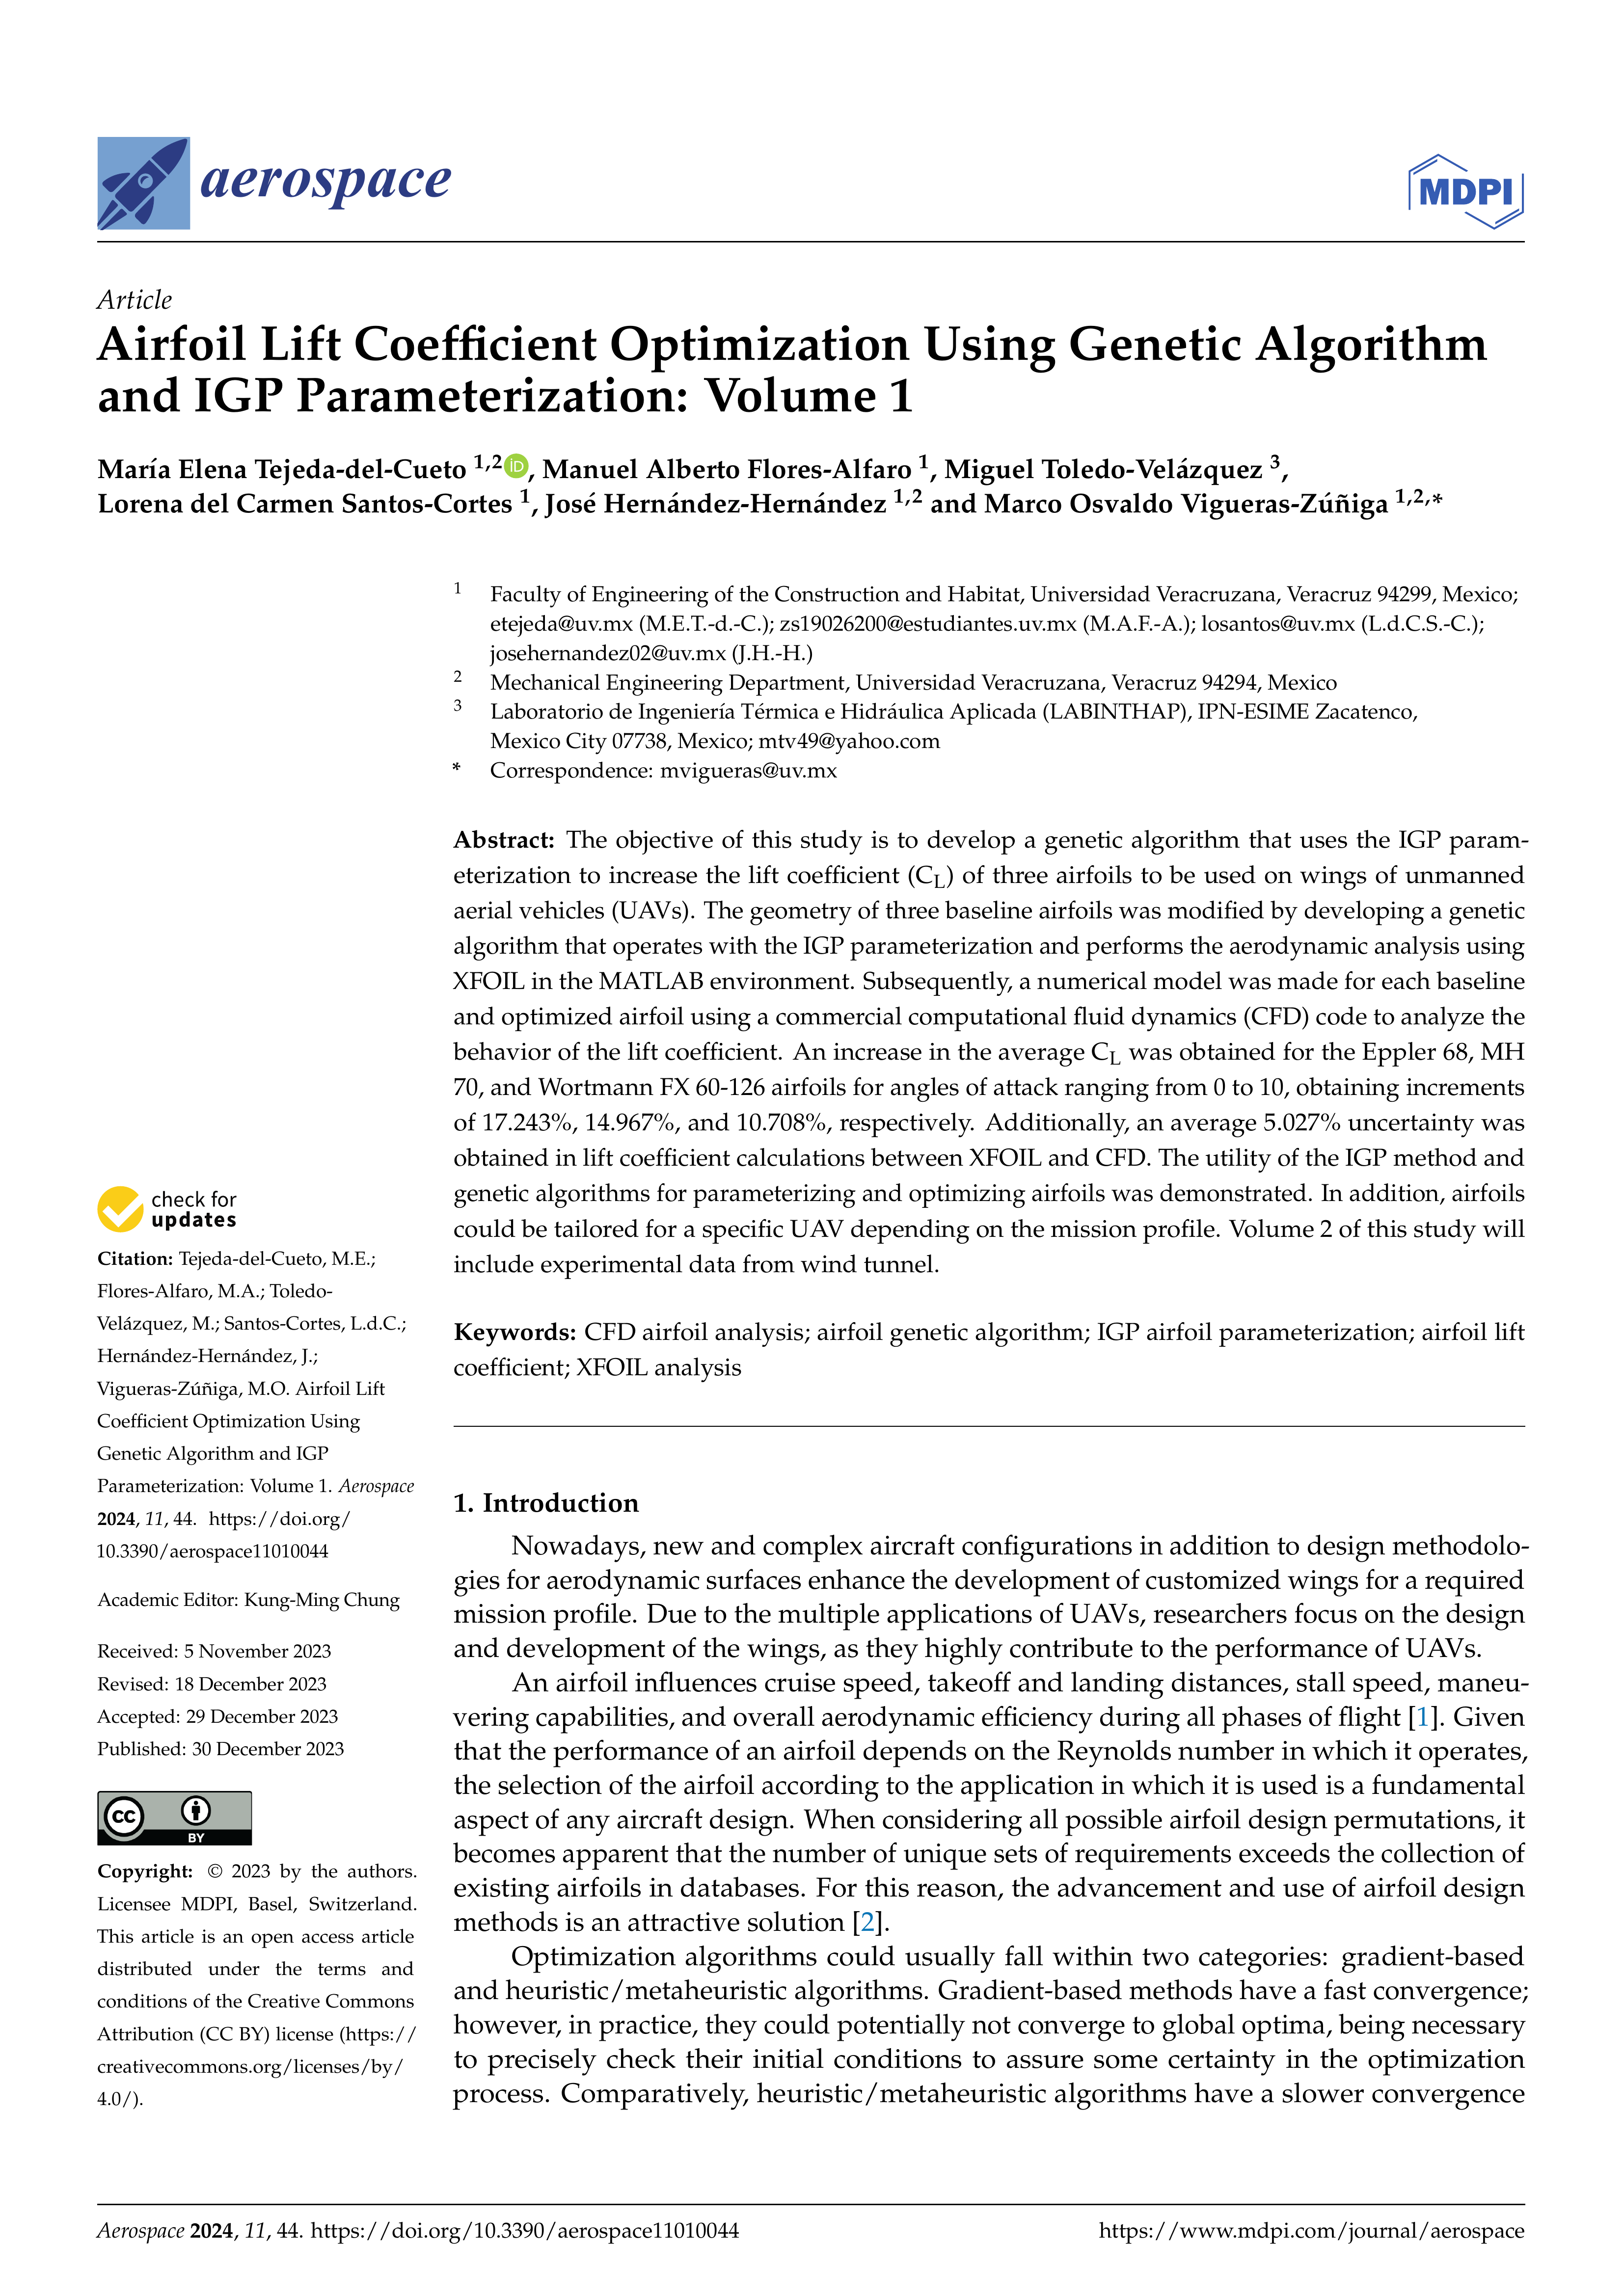 aerospace
MDPI
Article
Airfoil Lift Coefficient Optimization Using Genetic Algorithm
and IGP Parameterization: Volume 1
María Elena Tejeda-del-Cueto 1,2 iD, Manuel Alberto Flores-Alfaro 1, Miguel Toledo-Velázquez 3,
Lorena del Carmen Santos-Cortes 1, José Hernández-Hernández 1,2 and Marco Osvaldo Vigueras-Zúñiga 1,2,*
1 Faculty of Engineering of the Construction and Habitat, Universidad Veracruzana, Veracruz 94299, Mexico;
etejeda@uv.mx (M.E.T.-d.-C.); zs19026200@estudiantes.uv.mx (M.A.F.-A.); losantos@uv.mx (L.d.C.S.-C.);
josehernandez02@uv.mx (J.H.-H.)
2 Mechanical Engineering Department, Universidad Veracruzana, Veracruz 94294, Mexico
3 Laboratorio de Ingeniería Térmica e Hidráulica Aplicada (LABINTHAP), IPN-ESIME Zacatenco,
Mexico City 07738, Mexico; mtv49@yahoo.com
* Correspondence: mvigueras@uv.mx
Abstract: The objective of this study is to develop a genetic algorithm that uses the IGP param-
eterization to increase the lift coefficient (CL) of three airfoils to be used on wings of unmanned
aerial vehicles (UAVs). The geometry of three baseline airfoils was modified by developing a genetic
algorithm that operates with the IGP parameterization and performs the aerodynamic analysis using
XFOIL in the MATLAB environment. Subsequently, a numerical model was made for each baseline
and optimized airfoil using a commercial computational fluid dynamics (CFD) code to analyze the
behavior of the lift coefficient. An increase in the average CL was obtained for the Eppler 68, MH
70, and Wortmann FX 60-126 airfoils for angles of attack ranging from 0 to 10, obtaining increments
of 17.243%, 14.967%, and 10.708%, respectively. Additionally, an average 5.027% uncertainty was
obtained in lift coefficient calculations between XFOIL and CFD. The utility of the IGP method and
genetic algorithms for parameterizing and optimizing airfoils was demonstrated. In addition, airfoils
could be tailored for a specific UAV depending on the mission profile. Volume 2 of this study will
include experimental data from wind tunnel.
Keywords: CFD airfoil analysis; airfoil genetic algorithm; IGP airfoil parameterization; airfoil lift
coefficient; XFOIL analysis
check for
updates
Citation: Tejeda-del-Cueto, M.E.;
Flores-Alfaro, M.A.; Toledo-
Velázquez, M.; Santos-Cortes, L.d.C.;
Hernández-Hernández, J.;
Vigueras-Zúñiga, M.O. Airfoil Lift
Coefficient Optimization Using
Genetic Algorithm and IGP
Parameterization: Volume 1. Aerospace
2024, 11, 44. https://doi.org/
10.3390/aerospace11010044
Academic Editor: Kung-Ming Chung
Received: 5 November 2023
Revised: 18 December 2023
Accepted: 29 December 2023
Published: 30 December 2023
cc BY
Copyright: © 2023 by the authors.
Licensee MDPI, Basel, Switzerland.
This article is an open access article
distributed under the terms and
conditions of the Creative Commons
Attribution (CC BY) license (https://
creativecommons.org/licenses/by/
4.0/).
1. Introduction
Nowadays, new and complex aircraft configurations in addition to design methodolo-
gies for aerodynamic surfaces enhance the development of customized wings for a required
mission profile. Due to the multiple applications of UAVs, researchers focus on the design
and development of the wings, as they highly contribute to the performance of UAVs.
An airfoil influences cruise speed, takeoff and landing distances, stall speed, maneu-
vering capabilities, and overall aerodynamic efficiency during all phases of flight [1]. Given
that the performance of an airfoil depends on the Reynolds number in which it operates,
the selection of the airfoil according to the application in which it is used is a fundamental
aspect of any aircraft design. When considering all possible airfoil design permutations, it
becomes apparent that the number of unique sets of requirements exceeds the collection of
existing airfoils in databases. For this reason, the advancement and use of airfoil design
methods is an attractive solution [2].
Optimization algorithms could usually fall within two categories: gradient-based
and heuristic/metaheuristic algorithms. Gradient-based methods have a fast convergence;
however, in practice, they could potentially not converge to global optima, being necessary
to precisely check their initial conditions to assure some certainty in the optimization
process. Comparatively, heuristic/metaheuristic algorithms have a slower convergence
Aerospace 2024, 11, 44. https://doi.org/10.3390/aerospace11010044
https://www.mdpi.com/journal/aerospace